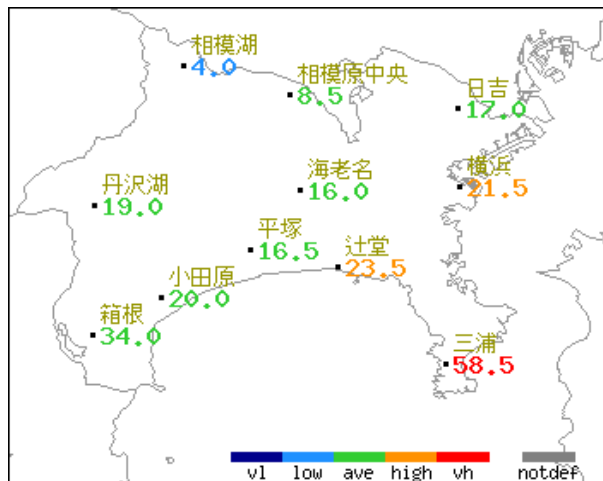 相模湖
4.0
相模原中央
8.5
日吉
17.0
海老名
16.0
横浜
21.5
丹沢湖
19.0
平塚
16.5
辻堂
23.5
小田原
20.0
箱根
34.0
三浦
58.5
vl low ave high vh notdef